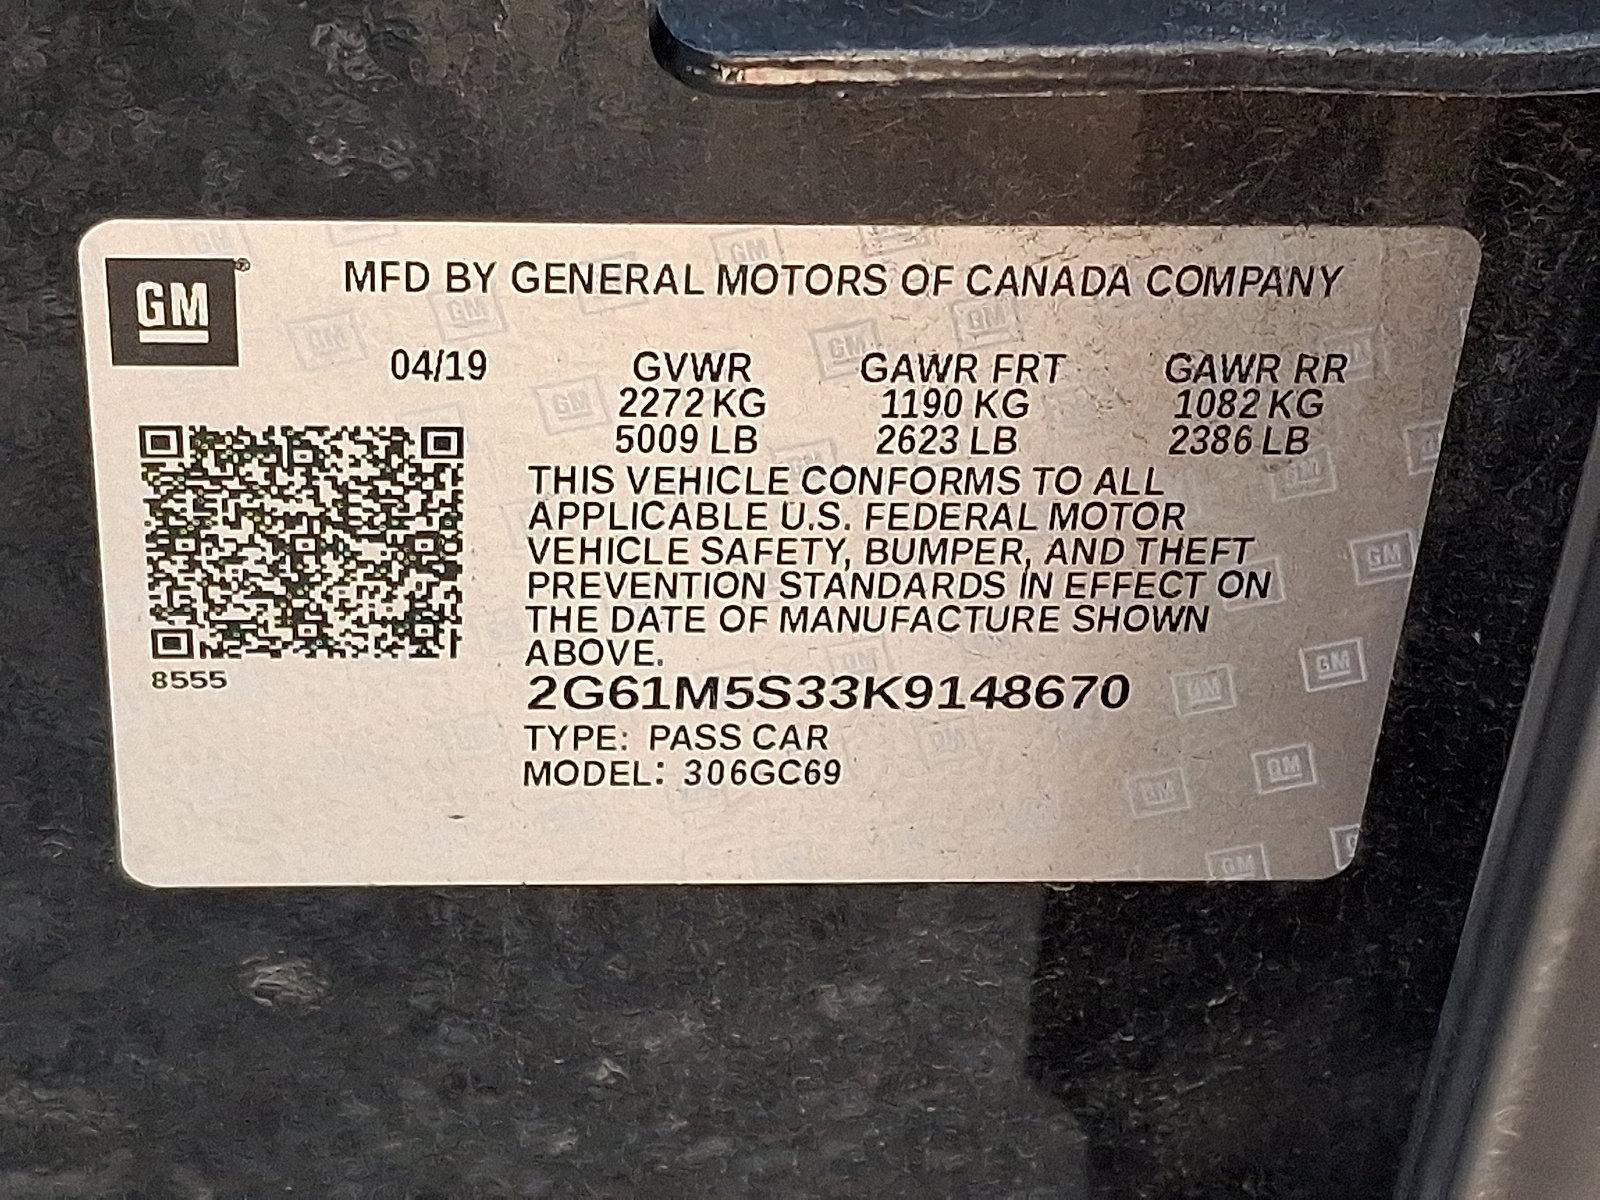 GM®
MFD BY GENERAL MOTORS OF CANADA COMPANY
04/19 GVWR GAWR FRT GAWR RR
2272 KG 1190 KG 1082 KG
5009 LB 2623 LB 2386 LB
THIS VEHICLE CONFORMS TO ALL
APPLICABLE U.S. FEDERAL MOTOR
VEHICLE SAFETY, BUMPER, AND THEFT
PREVENTION STANDARDS IN EFFECT ON
THE DATE OF MANUFACTURE SHOWN
ABOVE.
8555
2G61M5S33K9148670
TYPE: PASS CAR
MODEL: 306GC69